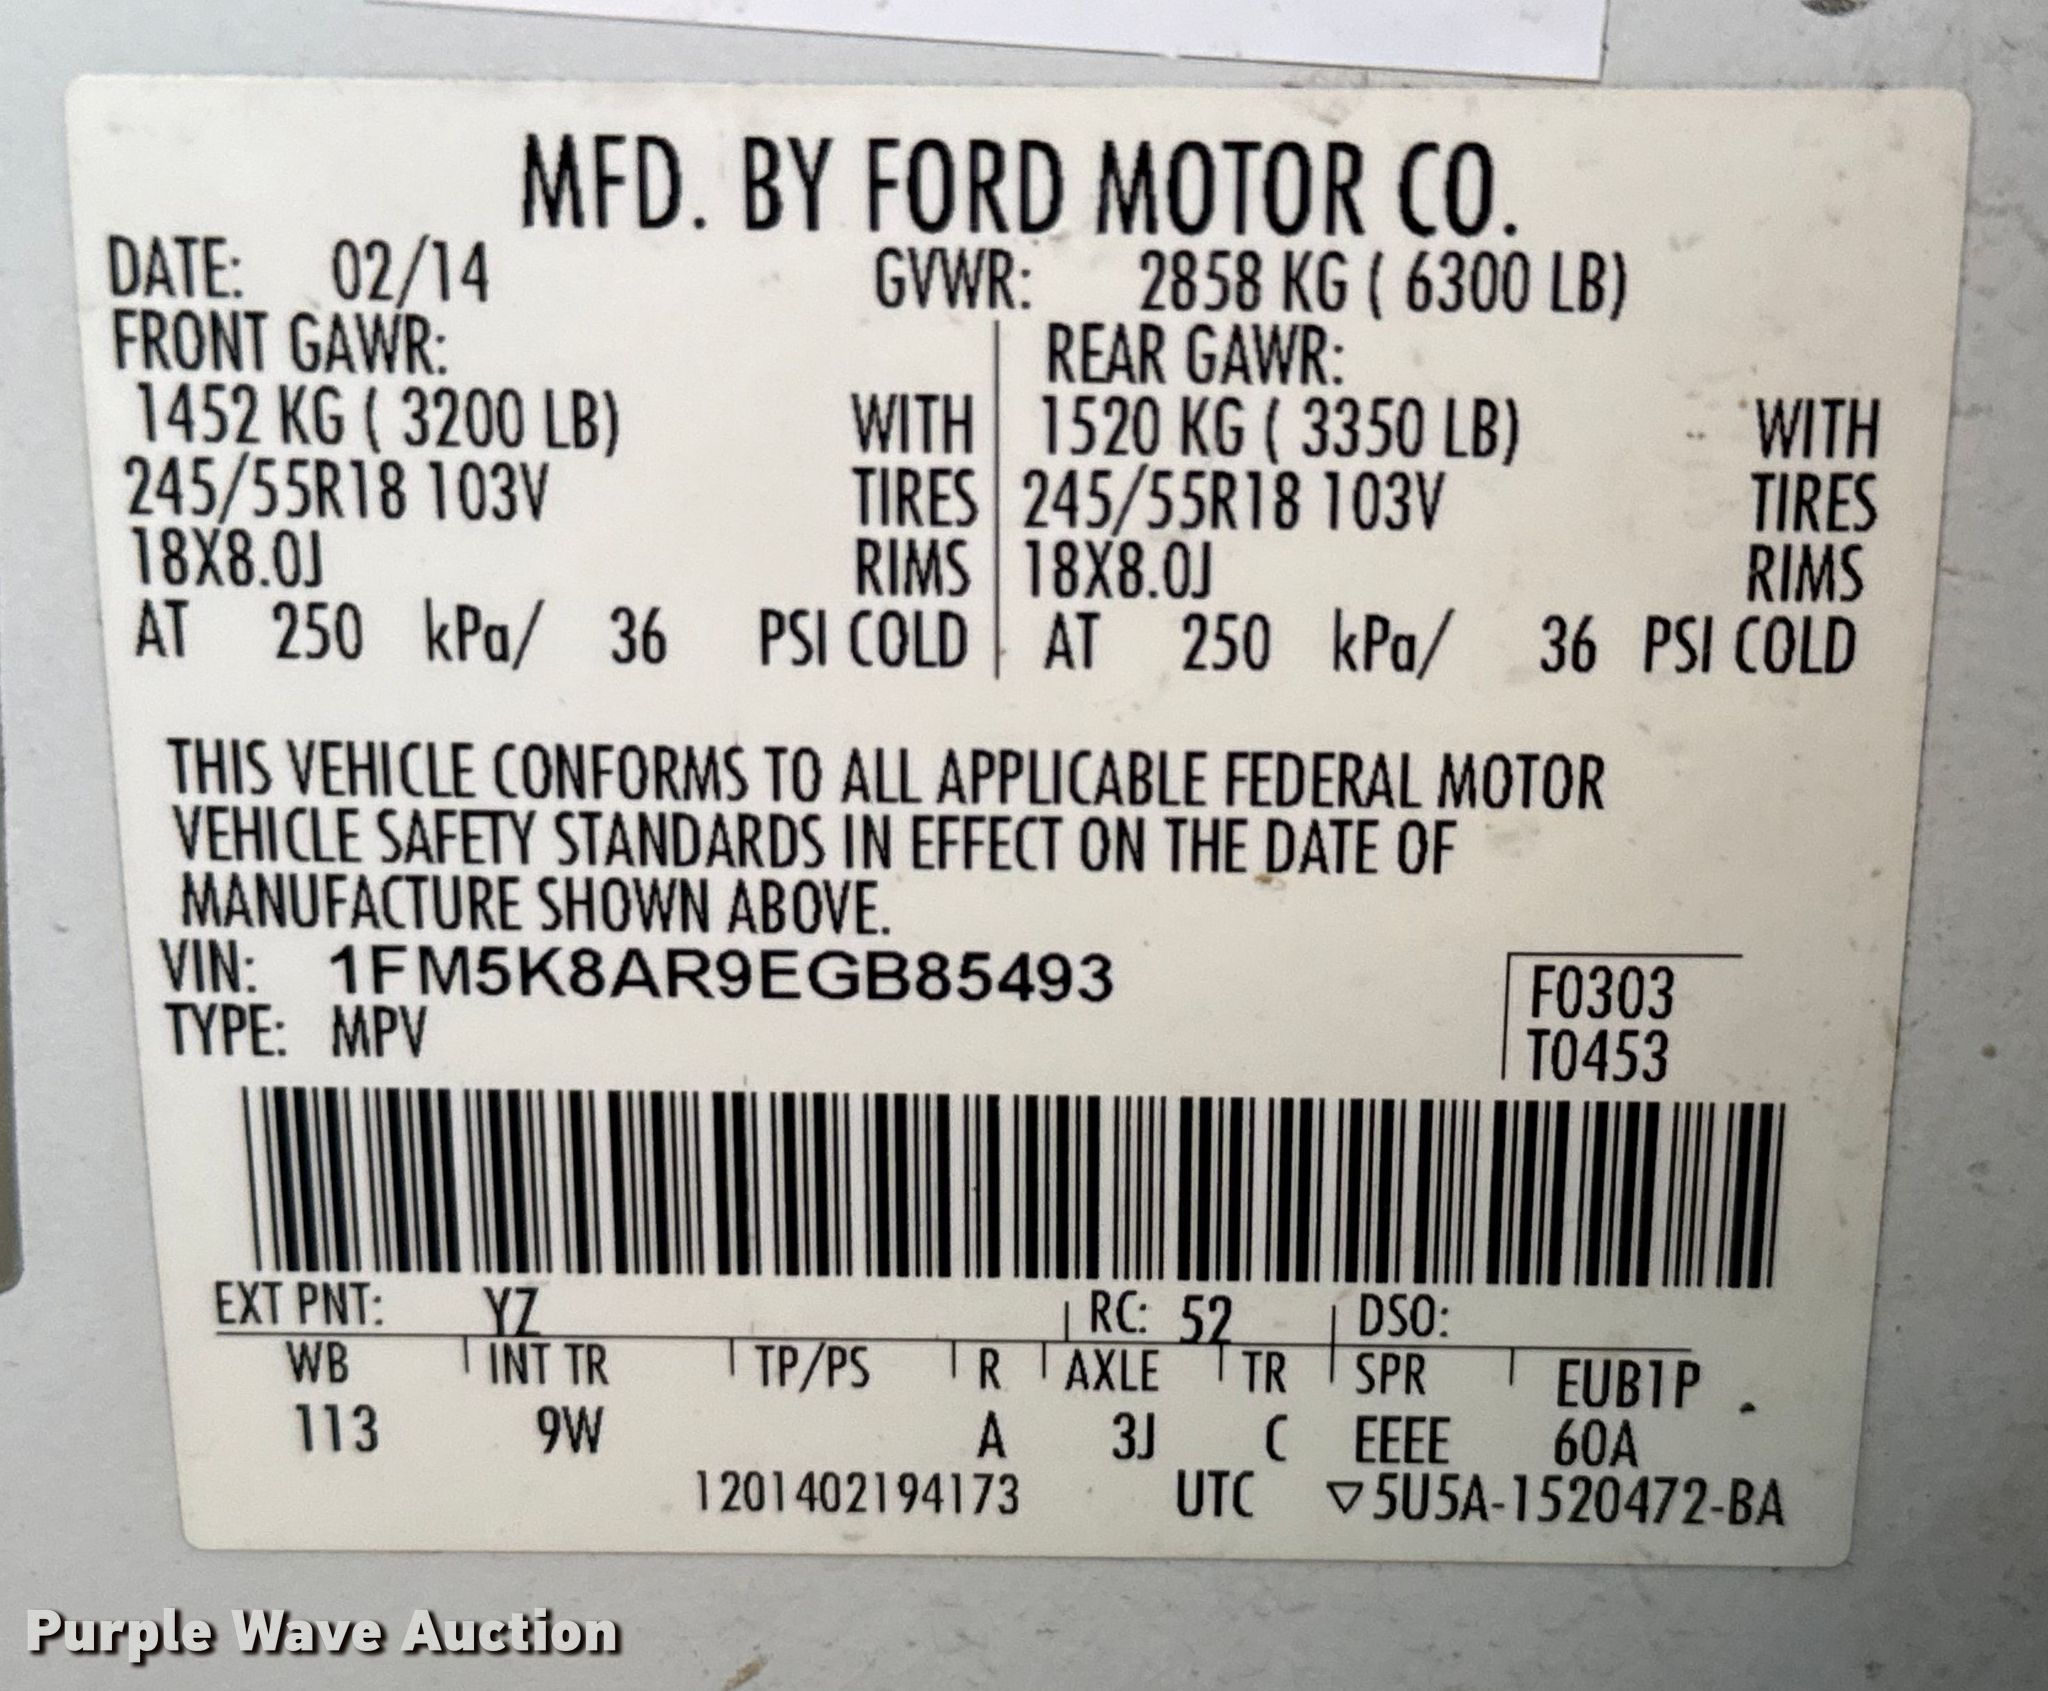 MFD. BY FORD MOTOR CO.
DATE: 02/14 GVWR: 2858 KG ( 6300 LB)
FRONT GAWR: REAR GAWR:
1452 KG ( 3200 LB) WITH 1520 KG ( 3350 LB) WITH
245/55R18 103V TIRES 245/55R18 103V TIRES
18X8.0J RIMS 18X8.0J RIMS
AT 250 kPa/ 36 PSI COLD AT 250 kPa/ 36 PSI COLD
THIS VEHICLE CONFORMS TO ALL APPLICABLE FEDERAL MOTOR
VEHICLE SAFETY STANDARDS IN EFFECT ON THE DATE OF
MANUFACTURE SHOWN ABOVE.
VIN: 1FM5K8AR9EGB85493 F0303
TYPE: MPV T0453
EXT PNT: YZ RC: 52 DSO:
WB INT TR TP/PS R AXLE TR SPR EUB1P
113 9W A 3J C EEEE 60A
1201402194173 UTC ▽5U5A-1520472-BA
Purple Wave Auction